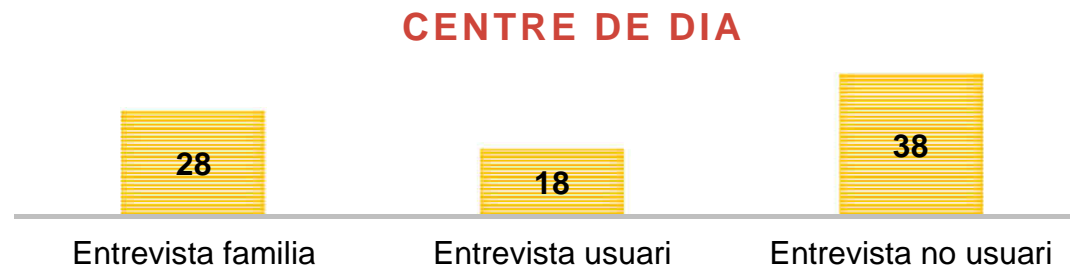 CENTRE DE DIA
28
18
38
Entrevista familia
Entrevista usuari
Entrevista no usuari